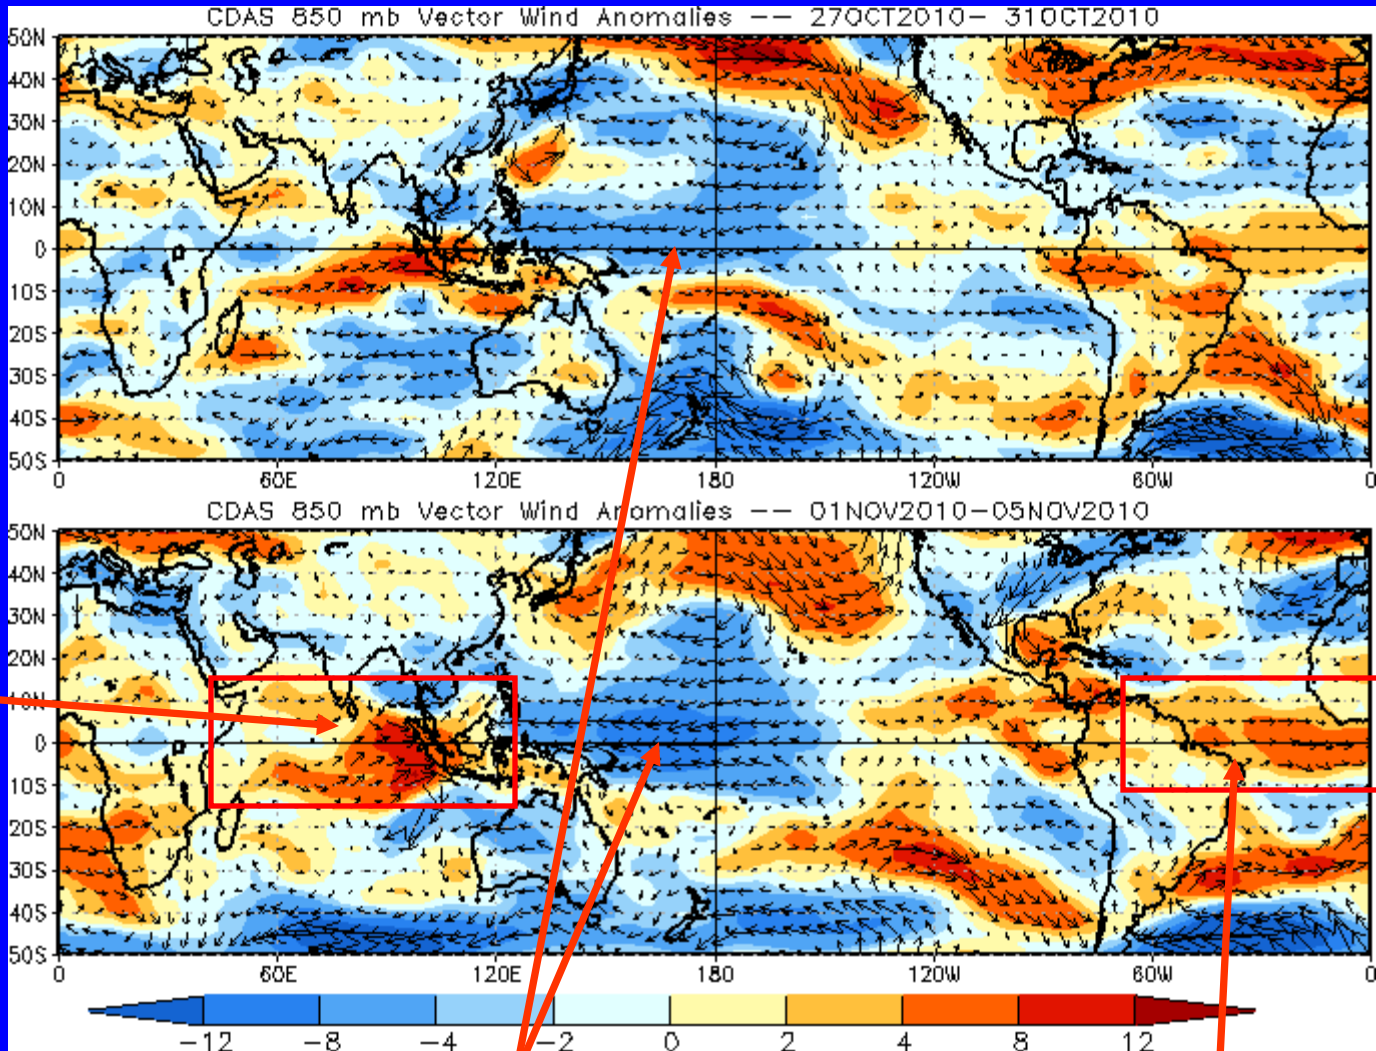 CDAS 850 mb Vector Wind Anomalies -- 27OCT2010- 31OCT2010
50N
40N
30N
20N
10N
0
10S
20S
30S
40S
50S
0 60E 120E 180 120W 60W 0
CDAS 850 mb Vector Wind Anomalies -- 01NOV2010-05NOV2010
50N
40N
30N
20N
10N
0
10S
20S
30S
40S
50S
0 60E 120E 180 120W 60W 0
-12 -8 -4 -2 0 2 4 8 12